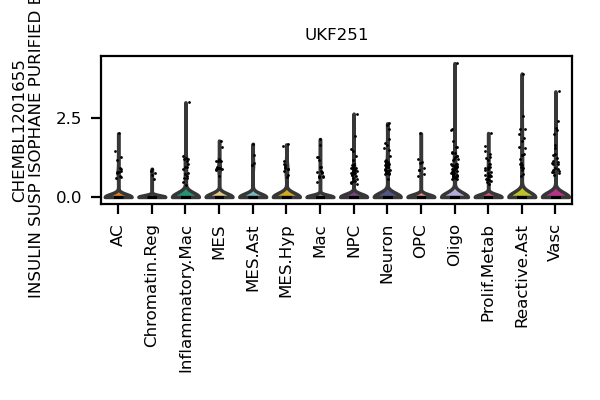 UKF251
CHEMBL1201655
INSULIN SUSP ISOPHANE PURIFIED
2.5
0.0
AC
Chromatin.Reg
Inflammatory.Mac
MES
MES.Ast
MES.Hyp
Mac
NPC
Neuron
OPC
Oligo
Prolif.Metab
Reactive.Ast
Vasc